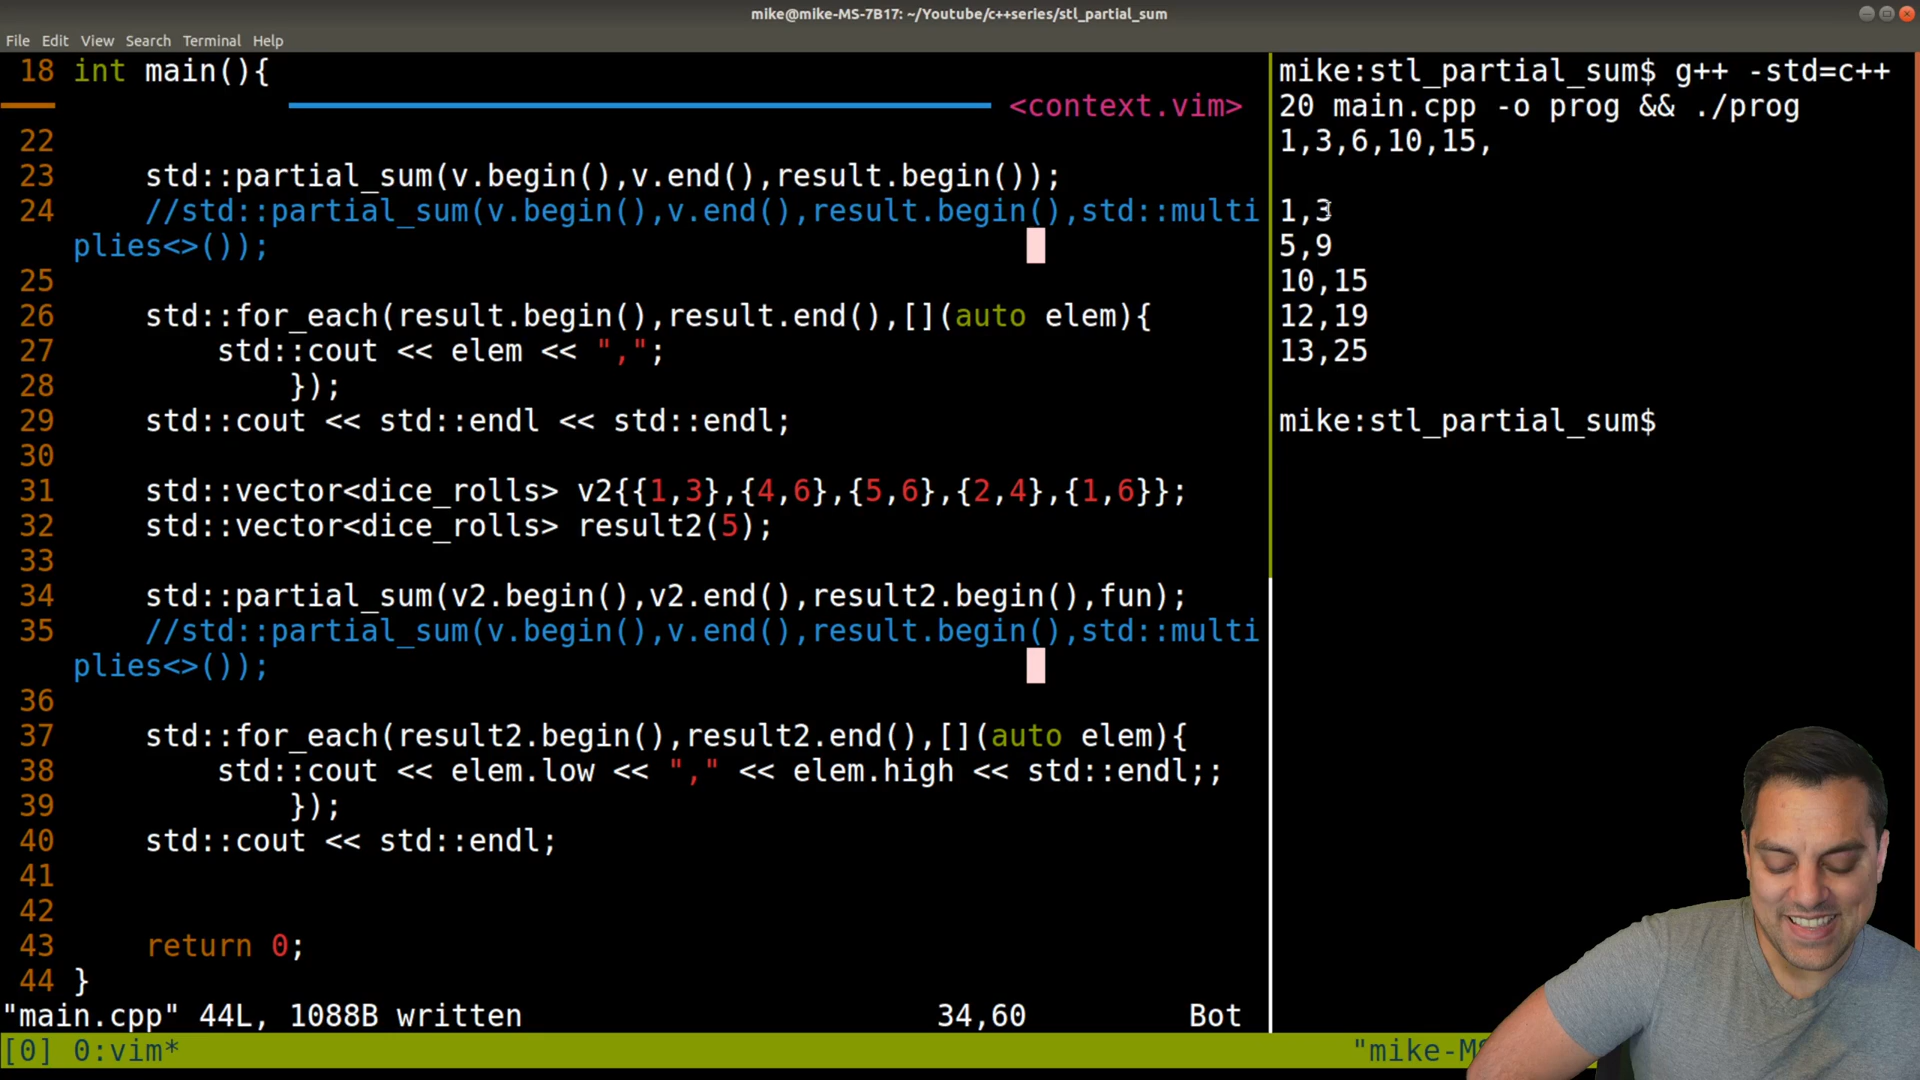 mike@mike-MS-7B17: ~/Youtube/c++series/stl_partial_sum
File Edit View Search Terminal Help
18 int main(){
<context.vim>
22
23     std::partial_sum(v.begin(),v.end(),result.begin());
24     //std::partial_sum(v.begin(),v.end(),result.begin(),std::multi
plies<>());
25
26     std::for_each(result.begin(),result.end(),[](auto elem){
27         std::cout << elem << ",";
28             });
29     std::cout << std::endl << std::endl;
30
31     std::vector<dice_rolls> v2{{1,3},{4,6},{5,6},{2,4},{1,6}};
32     std::vector<dice_rolls> result2(5);
33
34     std::partial_sum(v2.begin(),v2.end(),result2.begin(),fun);
35     //std::partial_sum(v.begin(),v.end(),result.begin(),std::multi
plies<>());
36
37     std::for_each(result2.begin(),result2.end(),[](auto elem){
38         std::cout << elem.low << "," << elem.high << std::endl;;
39             });
40     std::cout << std::endl;
41
42
43     return 0;
44 }
"main.cpp" 44L, 1088B written 34,60 Bot
mike:stl_partial_sum$ g++ -std=c++
20 main.cpp -o prog && ./prog
1,3,6,10,15,
1,3
5,9
10,15
12,19
13,25
mike:stl_partial_sum$
[0] 0:vim* "mike-MS